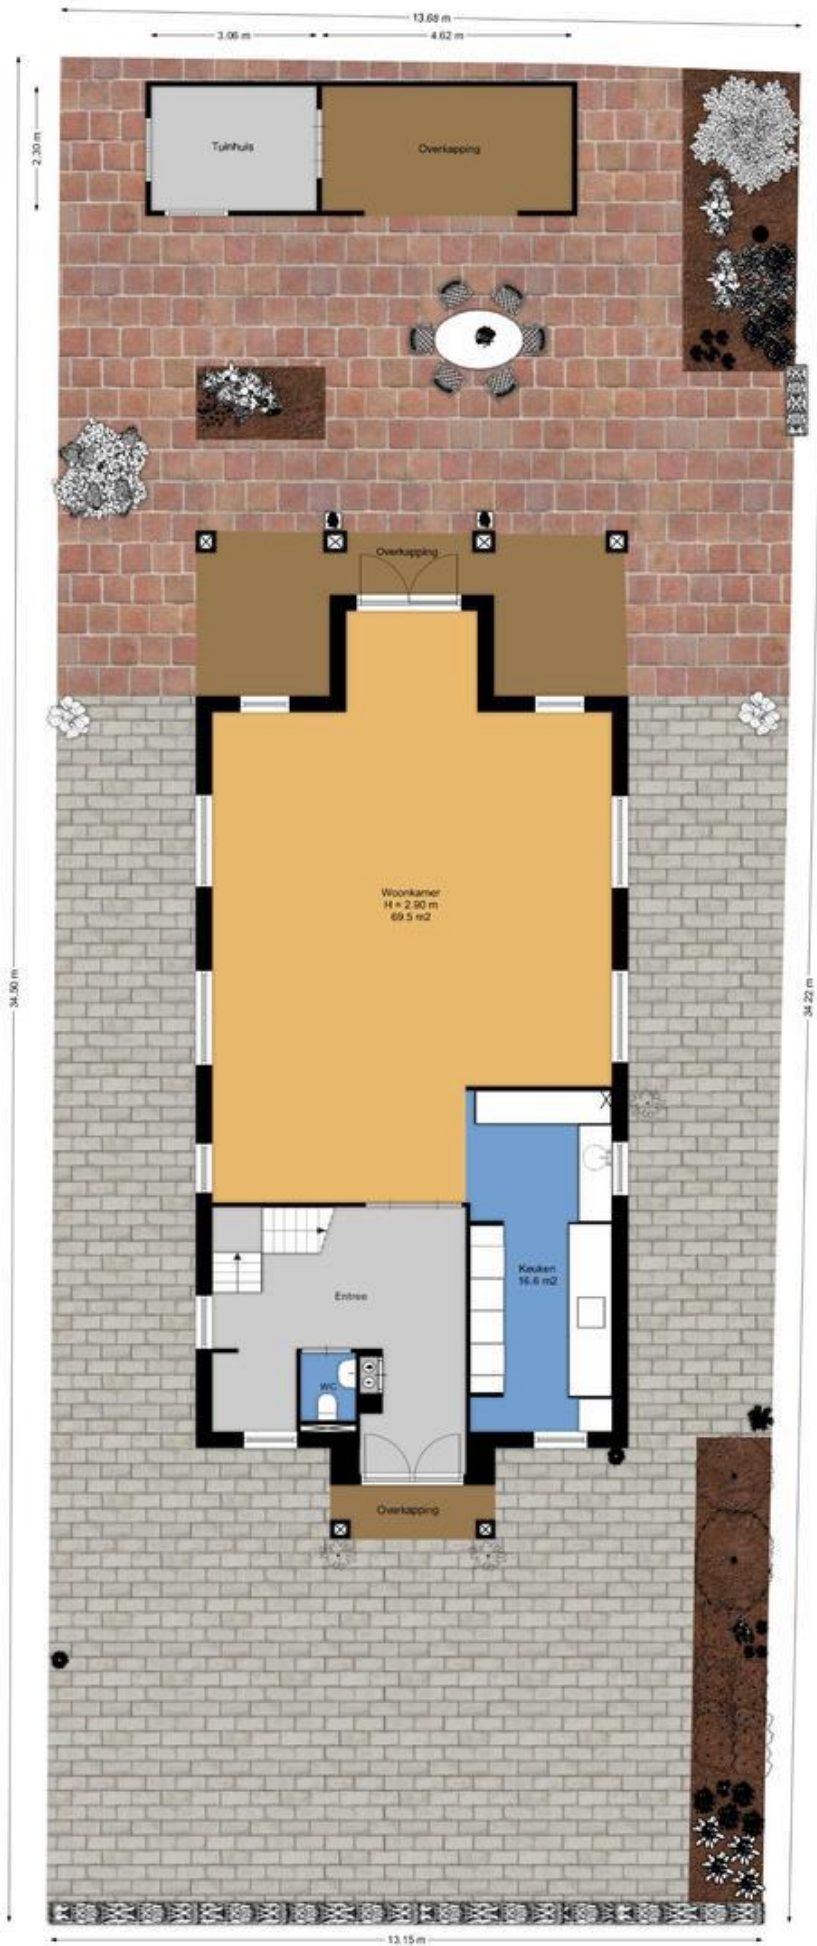 13.68 m
3.06 m
4.62 m
2.30 m
Tuinhuis
Overkapping
Overkapping
Woonkamer
H = 2.90 m
69.5 m2
34.50 m
34.22 m
Keuken
16.6 m2
Entree
WC
Overkapping
13.15 m